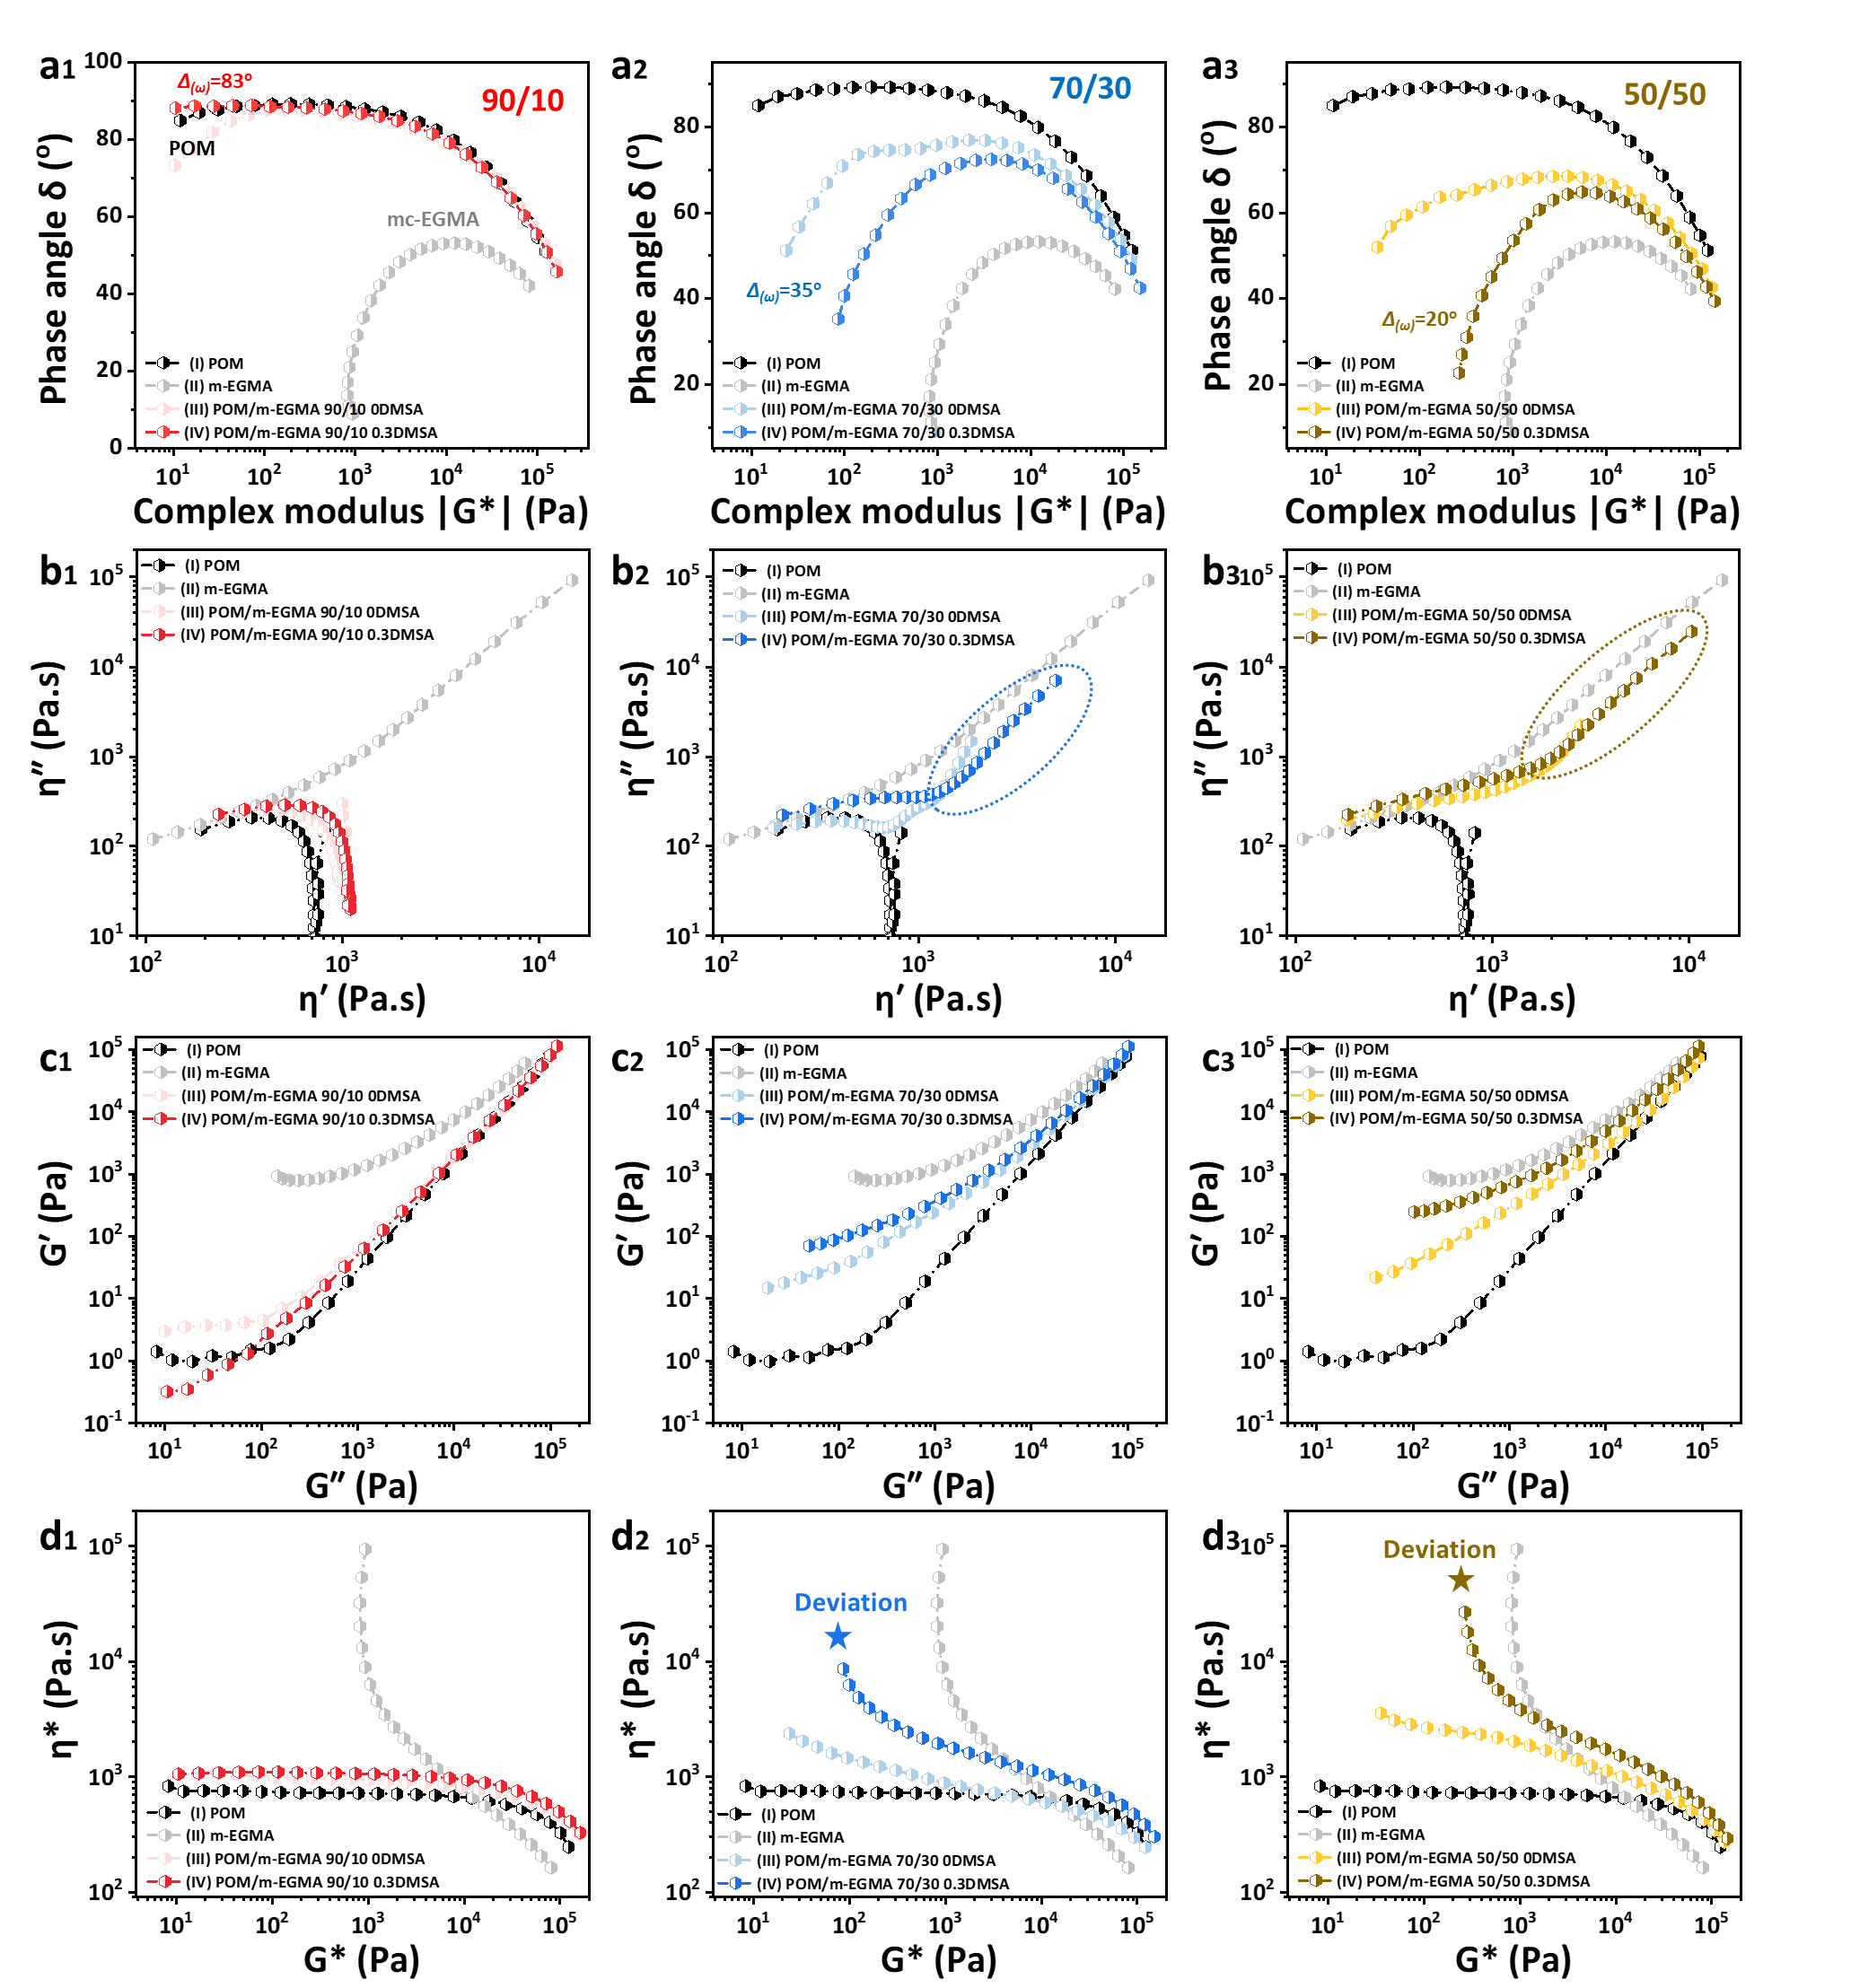 a1
100
80
60
40
20
0
Phase angle δ (°)
Δ(ω)=83°
90/10
POM
mc-EGMA
(I) POM
(II) m-EGMA
(III) POM/m-EGMA 90/10 0DMSA
(IV) POM/m-EGMA 90/10 0.3DMSA
10¹ 10² 10³ 10⁴ 10⁵
Complex modulus |G*| (Pa)
a2
80
60
40
20
Phase angle δ (°)
70/30
Δ(ω)=35°
(I) POM
(II) m-EGMA
(III) POM/m-EGMA 70/30 0DMSA
(IV) POM/m-EGMA 70/30 0.3DMSA
10¹ 10² 10³ 10⁴ 10⁵
Complex modulus |G*| (Pa)
a3
80
60
40
20
Phase angle δ (°)
50/50
Δ(ω)=20°
(I) POM
(II) m-EGMA
(III) POM/m-EGMA 50/50 0DMSA
(IV) POM/m-EGMA 50/50 0.3DMSA
10¹ 10² 10³ 10⁴ 10⁵
Complex modulus |G*| (Pa)
b1
10⁵
10⁴
10³
10²
10¹
η″ (Pa.s)
(I) POM
(II) m-EGMA
(III) POM/m-EGMA 90/10 0DMSA
(IV) POM/m-EGMA 90/10 0.3DMSA
10² 10³ 10⁴
η′ (Pa.s)
b2
10⁵
10⁴
10³
10²
10¹
η″ (Pa.s)
(I) POM
(II) m-EGMA
(III) POM/m-EGMA 70/30 0DMSA
(IV) POM/m-EGMA 70/30 0.3DMSA
10² 10³ 10⁴
η′ (Pa.s)
b3
10⁵
10⁴
10³
10²
10¹
η″ (Pa.s)
(I) POM
(II) m-EGMA
(III) POM/m-EGMA 50/50 0DMSA
(IV) POM/m-EGMA 50/50 0.3DMSA
10² 10³ 10⁴
η′ (Pa.s)
c1
10⁵
10⁴
10³
10²
10¹
10⁰
10⁻¹
G′ (Pa)
(I) POM
(II) m-EGMA
(III) POM/m-EGMA 90/10 0DMSA
(IV) POM/m-EGMA 90/10 0.3DMSA
10¹ 10² 10³ 10⁴ 10⁵
G″ (Pa)
c2
10⁵
10⁴
10³
10²
10¹
10⁰
10⁻¹
G′ (Pa)
(I) POM
(II) m-EGMA
(III) POM/m-EGMA 70/30 0DMSA
(IV) POM/m-EGMA 70/30 0.3DMSA
10¹ 10² 10³ 10⁴ 10⁵
G″ (Pa)
c3
10⁵
10⁴
10³
10²
10¹
10⁰
10⁻¹
G′ (Pa)
(I) POM
(II) m-EGMA
(III) POM/m-EGMA 50/50 0DMSA
(IV) POM/m-EGMA 50/50 0.3DMSA
10¹ 10² 10³ 10⁴ 10⁵
G″ (Pa)
d1
10⁵
10⁴
10³
10²
η* (Pa.s)
(I) POM
(II) m-EGMA
(III) POM/m-EGMA 90/10 0DMSA
(IV) POM/m-EGMA 90/10 0.3DMSA
10¹ 10² 10³ 10⁴ 10⁵
G* (Pa)
d2
10⁵
10⁴
10³
10²
η* (Pa.s)
Deviation
(I) POM
(II) m-EGMA
(III) POM/m-EGMA 70/30 0DMSA
(IV) POM/m-EGMA 70/30 0.3DMSA
10¹ 10² 10³ 10⁴ 10⁵
G* (Pa)
d3
10⁵
10⁴
10³
10²
η* (Pa.s)
Deviation
(I) POM
(II) m-EGMA
(III) POM/m-EGMA 50/50 0DMSA
(IV) POM/m-EGMA 50/50 0.3DMSA
10¹ 10² 10³ 10⁴ 10⁵
G* (Pa)